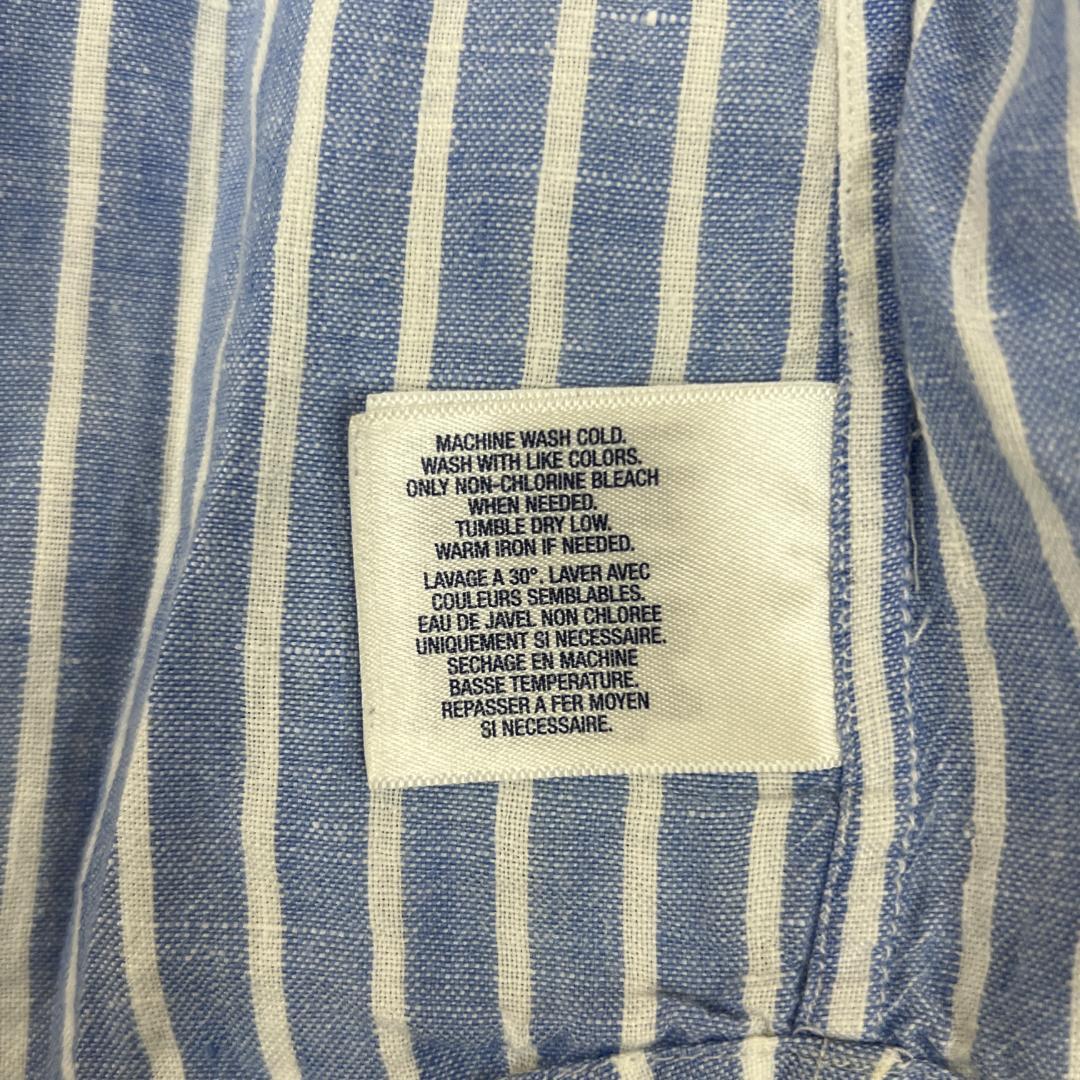 MACHINE WASH COLD.
WASH WITH LIKE COLORS.
ONLY NON-CHLORINE BLEACH
WHEN NEEDED.
TUMBLE DRY LOW.
WARM IRON IF NEEDED.
LAVAGE A 30°. LAVER AVEC
COULEURS SEMBLABLES.
EAU DE JAVEL NON CHLOREE
UNIQUEMENT SI NECESSAIRE.
SECHAGE EN MACHINE
BASSE TEMPERATURE.
REPASSER A FER MOYEN
SI NECESSAIRE.